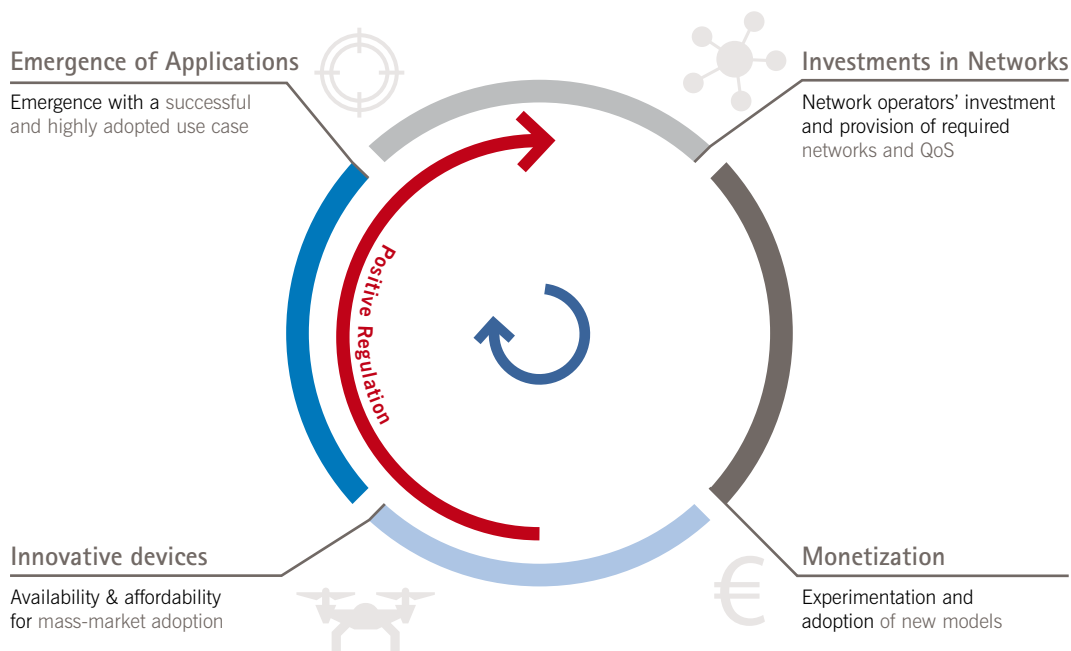 Emergence of Applications
Emergence with a successful
and highly adopted use case
Investments in Networks
Network operators' investment
and provision of required
networks and QoS
Positive Regulation
Innovative devices
Availability & affordability
for mass-market adoption
€
Monetization
Experimentation and
adoption of new models